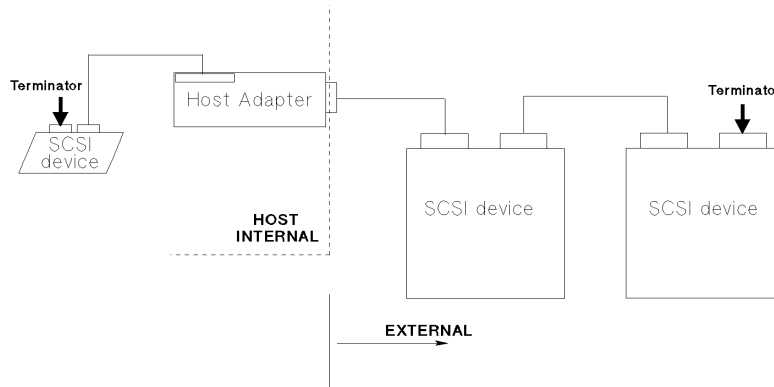 Terminator
SCSI
device
Host Adapter
Terminato
SCSI device
SCSI device
HOST
INTERNAL
EXTERNAL